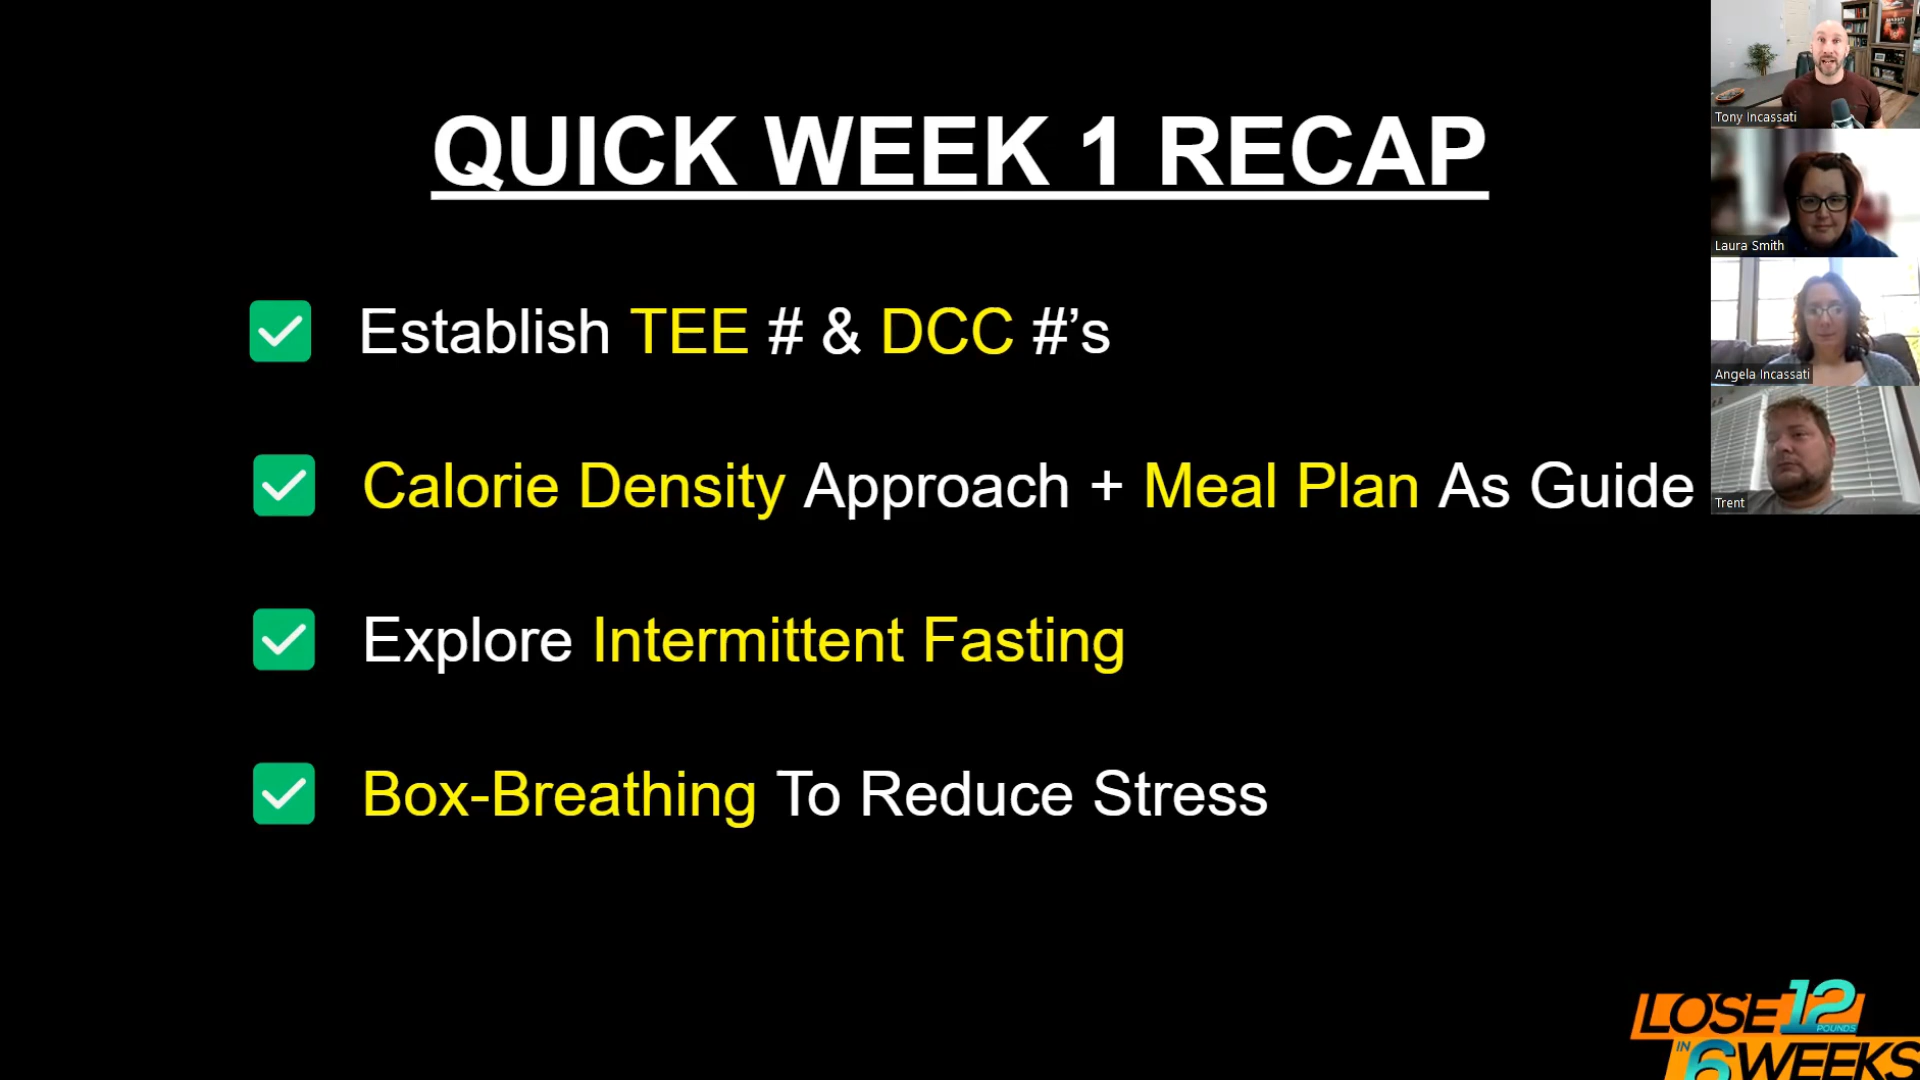 QUICK WEEK 1 RECAP
Establish TEE # & DCC #’s
Calorie Density Approach + Meal Plan As Guide
Explore Intermittent Fasting
Box-Breathing To Reduce Stress
Tony Incassati
Laura Smith
Angela Incassati
Trent
LOSE 12
POUNDS
IN 6 WEEKS